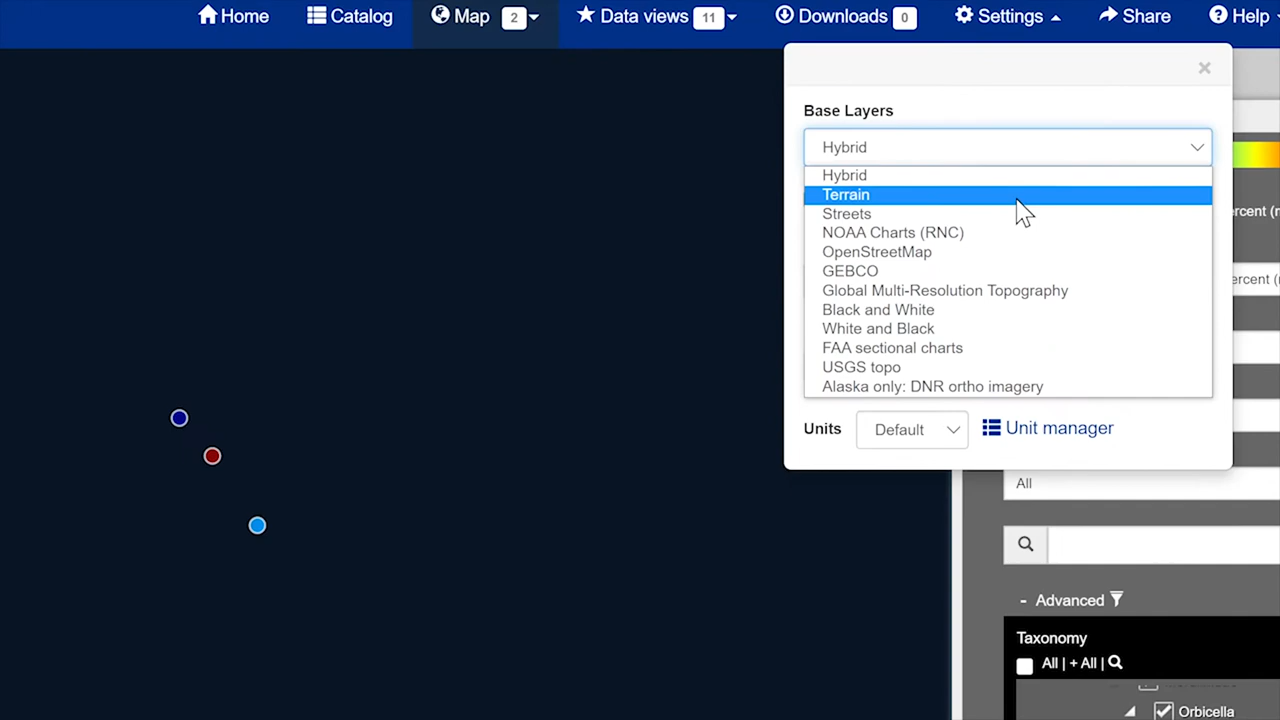 Home
Catalog
Map 2
Data views 11
Downloads 0
Settings
Share
Help
×
Base Layers
Hybrid
Hybrid
Terrain
Streets
NOAA Charts (RNC)
OpenStreetMap
GEBCO
Global Multi-Resolution Topography
Black and White
White and Black
FAA sectional charts
USGS topo
Alaska only: DNR ortho imagery
Units Default Unit manager
All
- Advanced
Taxonomy
All | + All |
Orbicella